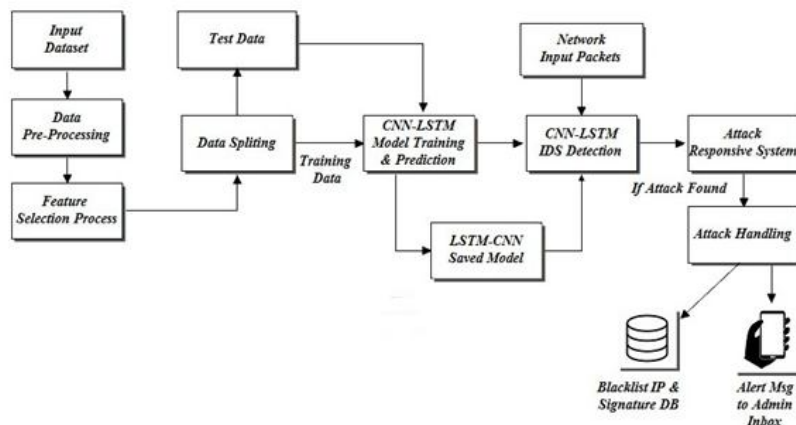 Input
Dataset
Data
Pre-Processing
Feature
Selection Process
Test Data
Data Spliting
Training
Data
CNN-LSTM
Model Training
& Prediction
LSTM-CNN
Saved Model
Network
Input Packets
CNN-LSTM
IDS Detection
Attack
Responsive System
If Attack Found
Attack Handling
Blacklist IP &
Signature DB
Alert Msg
to Admin
Inbox